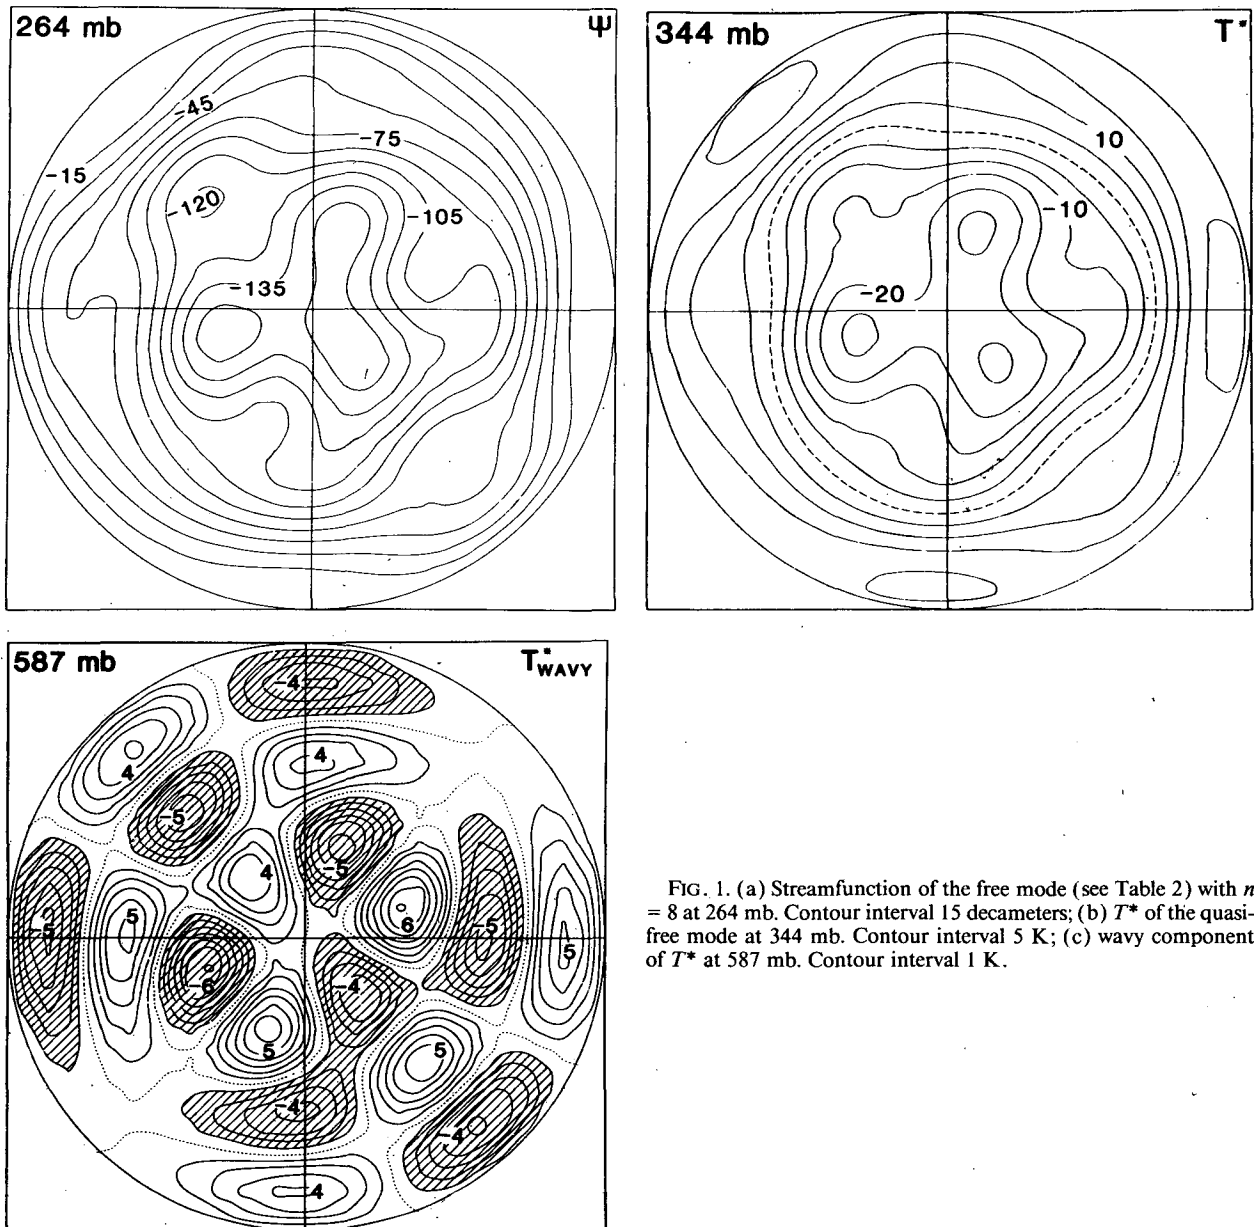 264 mb
Ψ
-45
-75
-15
-120
-105
-135
344 mb
T*
10
-10
-20
587 mb
T*WAVY
-4
4
4
-5
4
-5
-5
5
6
-5
5
-6
-4
5
5
-4
-4
4
FIG. 1. (a) Streamfunction of the free mode (see Table 2) with n
= 8 at 264 mb. Contour interval 15 decameters; (b) T* of the quasi-
free mode at 344 mb. Contour interval 5 K; (c) wavy component
of T* at 587 mb. Contour interval 1 K.